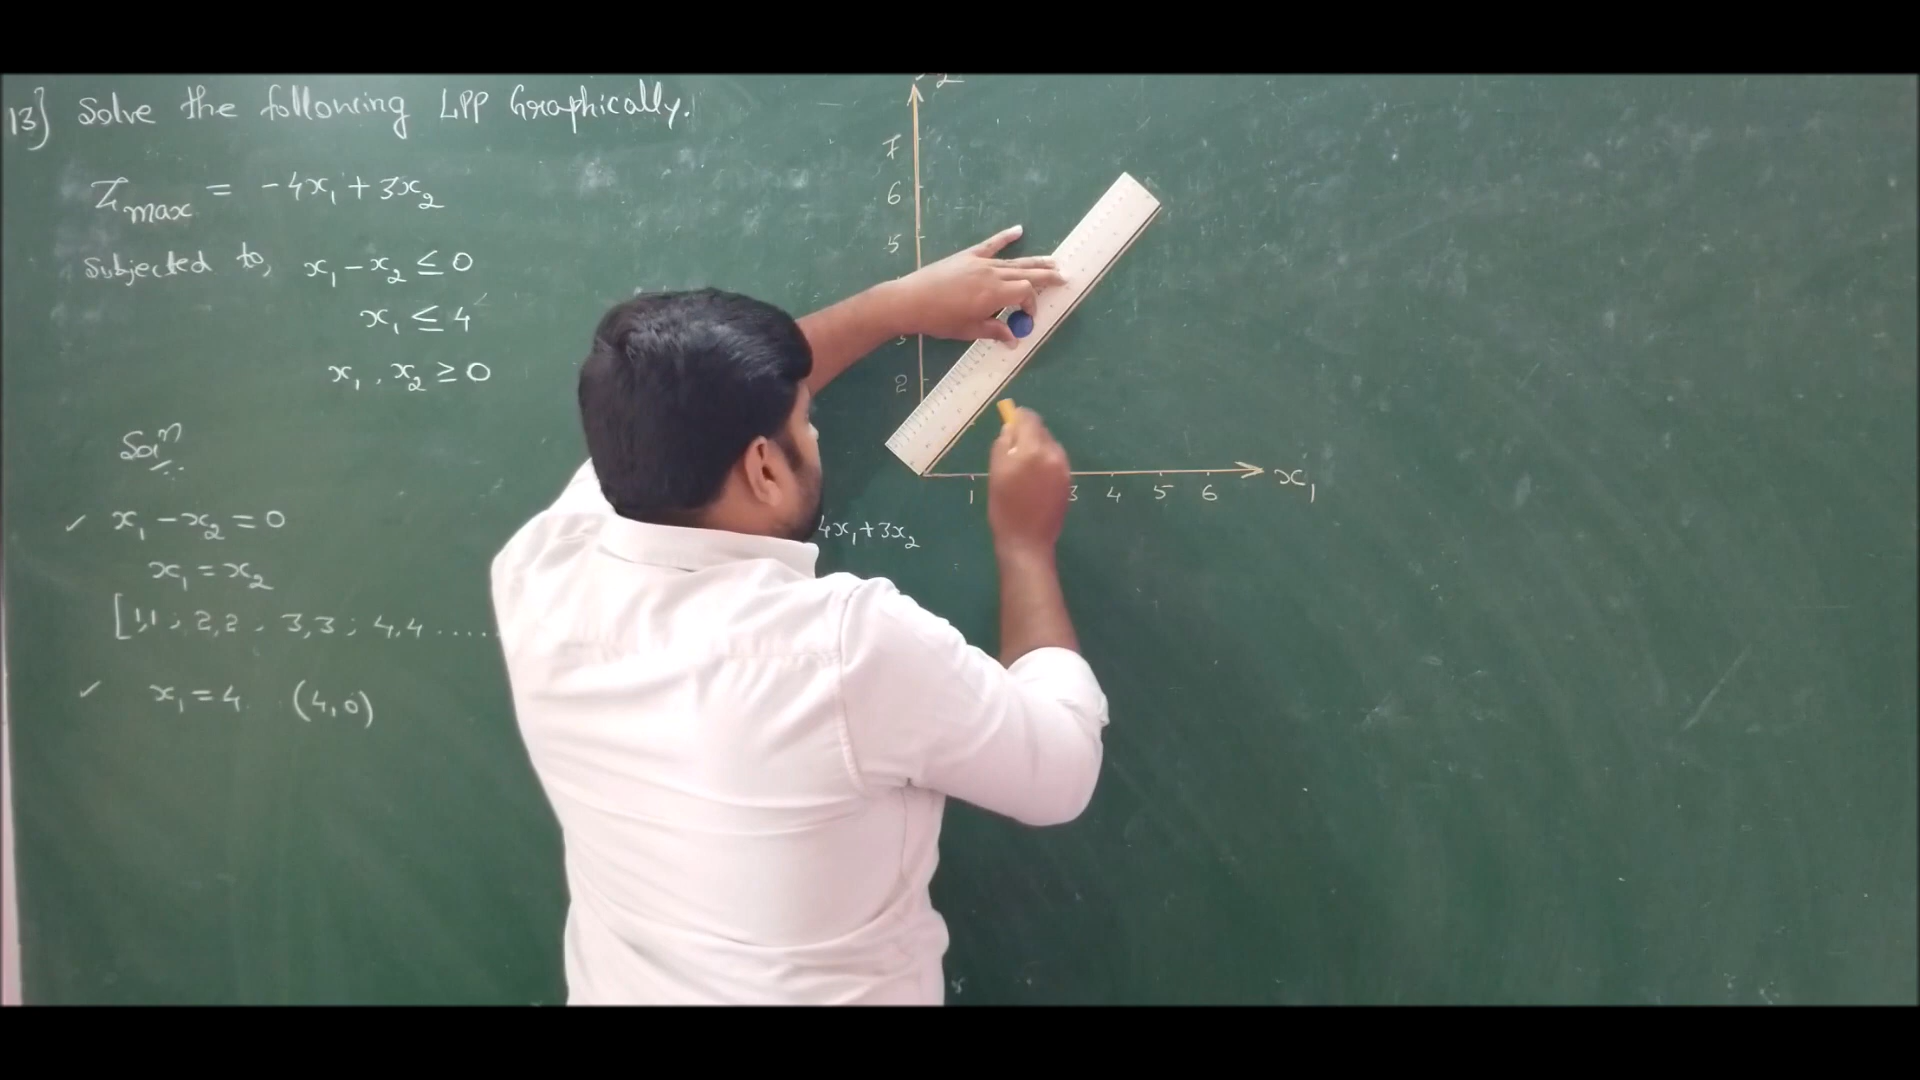 13] Solve the following LPP Graphically.
Zmax = -4x₁ + 3x₂
Subjected to, x₁ - x₂ ≤ 0
x₁ ≤ 4
x₁, x₂ ≥ 0
Solⁿ
✓ x₁ - x₂ = 0
x₁ = x₂
[1,1; 2,2; 3,3; 4,4 .....
✓ x₁ = 4 (4,0)
7
6
5
3
2
1 3 4 5 6 x₁
4x₁ + 3x₂